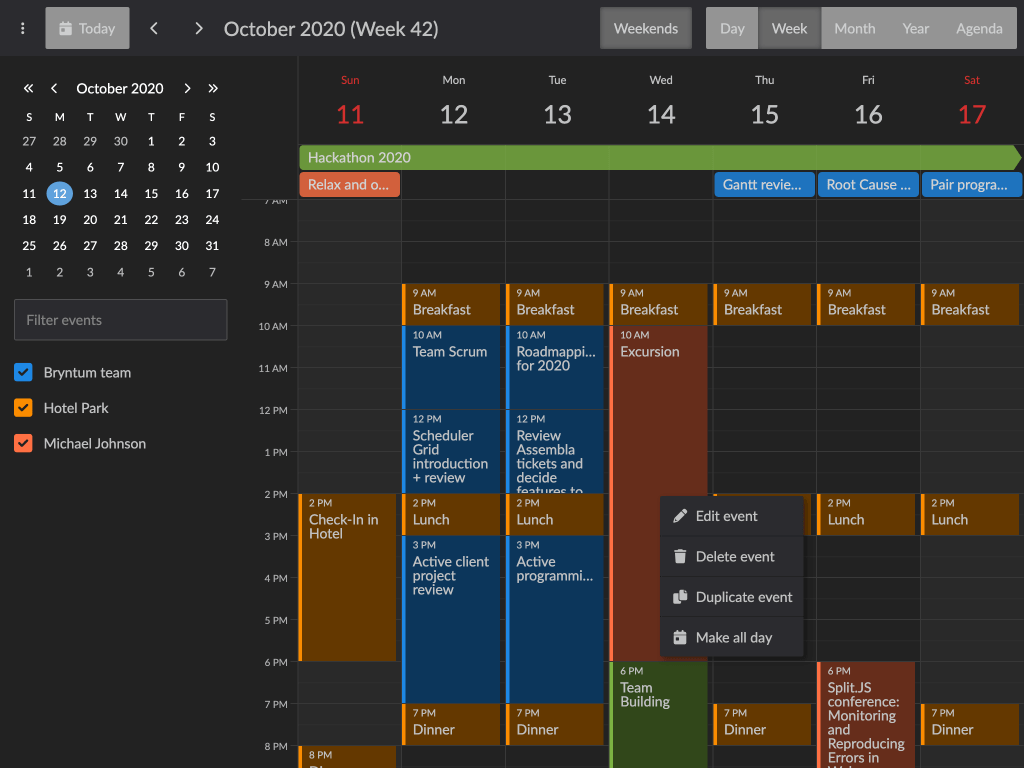 Today
October 2020 (Week 42)
Weekends
Day
Week
Month
Year
Agenda
October 2020
S M T W T F S
27 28 29 30 1 2 3
4 5 6 7 8 9 10
11 12 13 14 15 16 17
18 19 20 21 22 23 24
25 26 27 28 29 30 31
1 2 3 4 5 6 7
Filter events
Bryntum team
Hotel Park
Michael Johnson
Sun Mon Tue Wed Thu Fri Sat
11 12 13 14 15 16 17
Hackathon 2020
Relax and o...
Gantt revie...
Root Cause ...
Pair progra...
7 AM
8 AM
9 AM
10 AM
11 AM
12 PM
1 PM
2 PM
3 PM
4 PM
5 PM
6 PM
7 PM
8 PM
2 PM
Check-In in
Hotel
8 PM
9 AM
Breakfast
10 AM
Team Scrum
12 PM
Scheduler
Grid
introduction
+ review
2 PM
Lunch
3 PM
Active client
project
review
7 PM
Dinner
9 AM
Breakfast
10 AM
Roadmappi...
for 2020
12 PM
Review
Assembla
tickets and
decide
features to
2 PM
Lunch
3 PM
Active
programmi...
7 PM
Dinner
9 AM
Breakfast
10 AM
Excursion
6 PM
Team
Building
9 AM
Breakfast
7 PM
Dinner
9 AM
Breakfast
2 PM
Lunch
6 PM
Split.JS
conference:
Monitoring
and
Reproducing
Errors in
9 AM
Breakfast
2 PM
Lunch
7 PM
Dinner
Edit event
Delete event
Duplicate event
Make all day